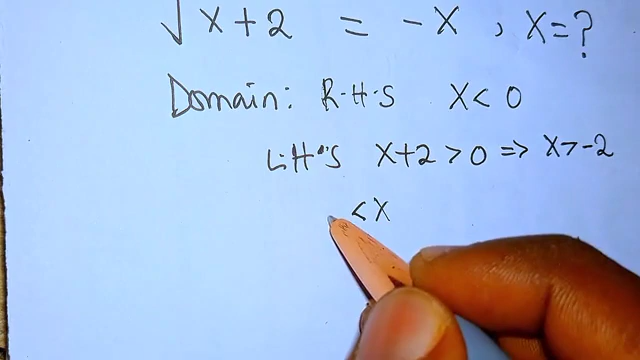 √x+2 = -x , x=?
Domain: R.H.S x< 0
L.H.S x+2 >0 => x>-2
<x